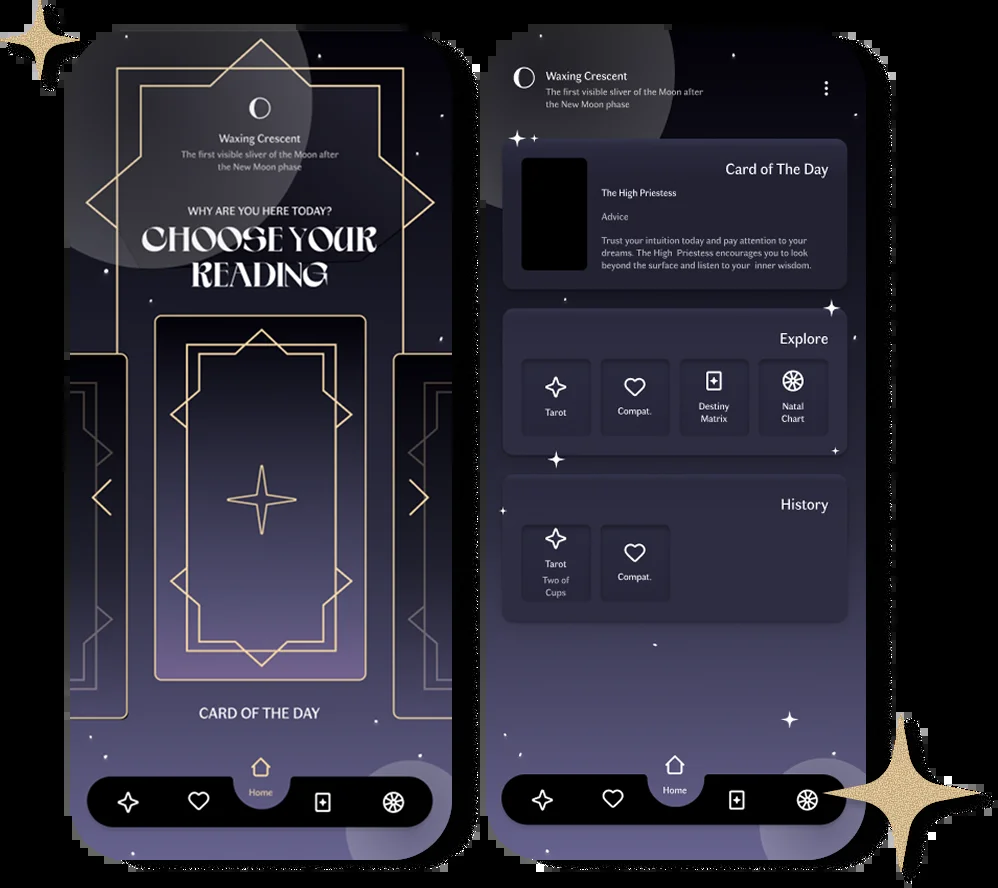 Waxing Crescent
The first visible sliver of the Moon after
the New Moon phase
WHY ARE YOU HERE TODAY?
CHOOSE YOUR
READING
CARD OF THE DAY
Home
Waxing Crescent
The first visible sliver of the Moon after
the New Moon phase
Card of The Day
The High Priestess
Advice
Trust your intuition today and pay attention to your
dreams. The High Priestess encourages you to look
beyond the surface and listen to your inner wisdom.
Explore
Tarot
Compat.
Destiny
Matrix
Natal
Chart
History
Tarot
Two of
Cups
Compat.
Home